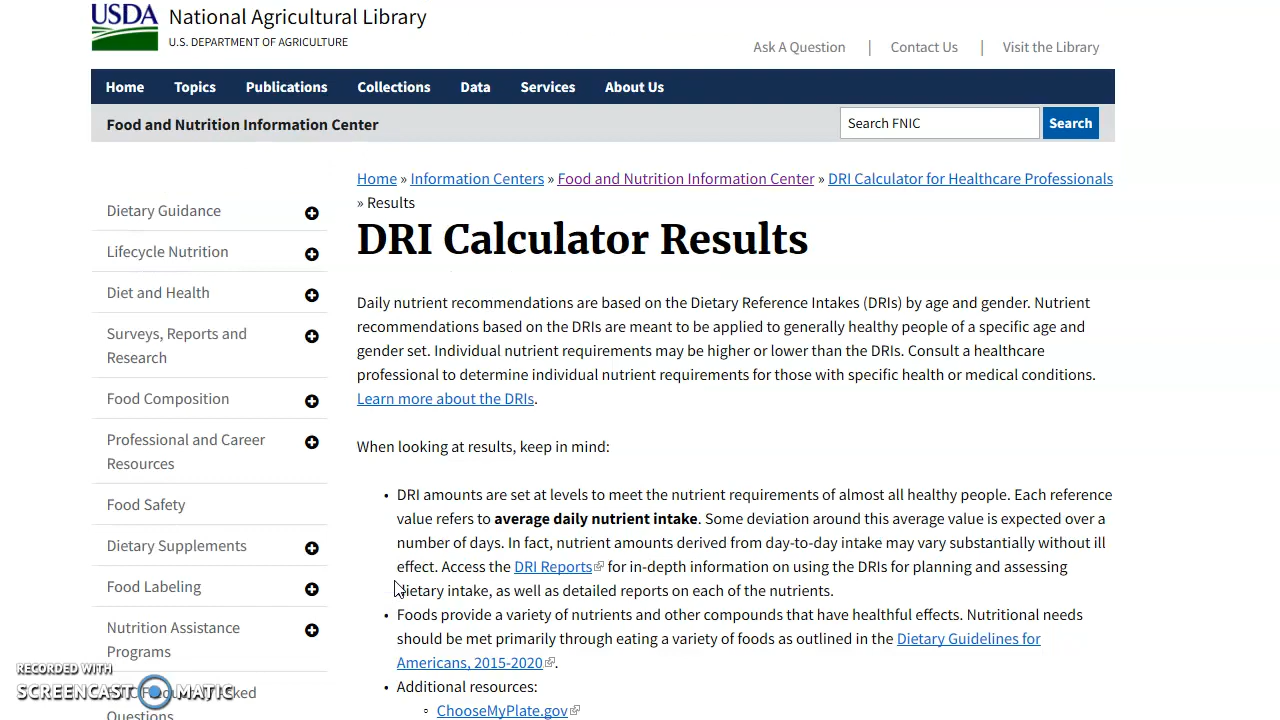 USDA
National Agricultural Library
U.S. DEPARTMENT OF AGRICULTURE
Ask A Question | Contact Us | Visit the Library
Home Topics Publications Collections Data Services About Us
Food and Nutrition Information Center
Search FNIC Search
Home » Information Centers » Food and Nutrition Information Center » DRI Calculator for Healthcare Professionals
» Results
DRI Calculator Results
Dietary Guidance
Lifecycle Nutrition
Diet and Health
Surveys, Reports and
Research
Food Composition
Professional and Career
Resources
Food Safety
Dietary Supplements
Food Labeling
Nutrition Assistance
Programs
Questions
Daily nutrient recommendations are based on the Dietary Reference Intakes (DRIs) by age and gender. Nutrient
recommendations based on the DRIs are meant to be applied to generally healthy people of a specific age and
gender set. Individual nutrient requirements may be higher or lower than the DRIs. Consult a healthcare
professional to determine individual nutrient requirements for those with specific health or medical conditions.
Learn more about the DRIs.
When looking at results, keep in mind:
• DRI amounts are set at levels to meet the nutrient requirements of almost all healthy people. Each reference
value refers to average daily nutrient intake. Some deviation around this average value is expected over a
number of days. In fact, nutrient amounts derived from day-to-day intake may vary substantially without ill
effect. Access the DRI Reports for in-depth information on using the DRIs for planning and assessing
dietary intake, as well as detailed reports on each of the nutrients.
• Foods provide a variety of nutrients and other compounds that have healthful effects. Nutritional needs
should be met primarily through eating a variety of foods as outlined in the Dietary Guidelines for
Americans, 2015-2020.
• Additional resources:
◦ ChooseMyPlate.gov
RECORDED WITH
SCREENCAST MATIC